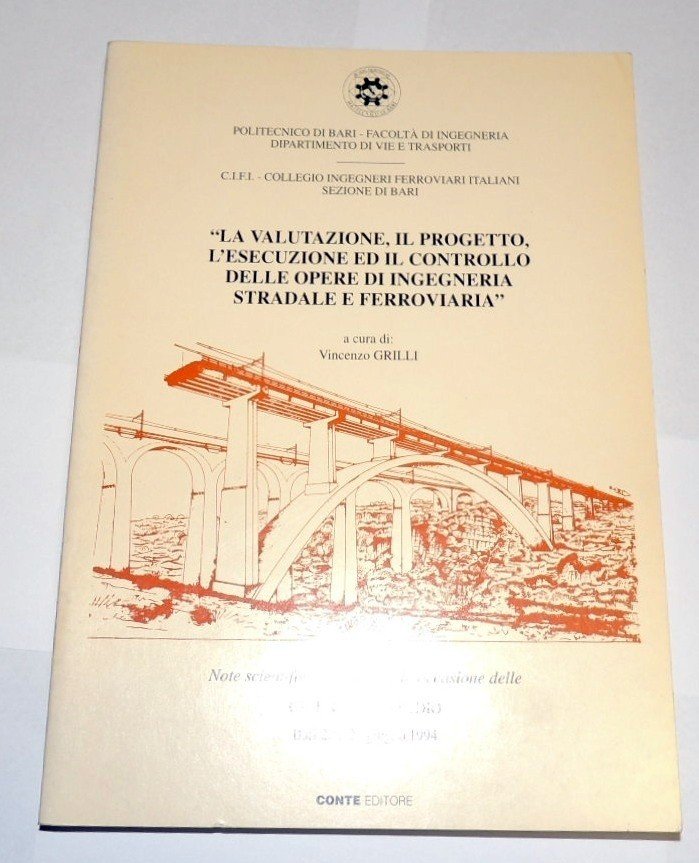 POLITECNICO DI BARI - FACOLTÀ DI INGEGNERIA
DIPARTIMENTO DI VIE E TRASPORTI
C.I.F.I. - COLLEGIO INGEGNERI FERROVIARI ITALIANI
SEZIONE DI BARI
“LA VALUTAZIONE, IL PROGETTO,
L’ESECUZIONE ED IL CONTROLLO
DELLE OPERE DI INGEGNERIA
STRADALE E FERROVIARIA”
a cura di:
Vincenzo GRILLI
Note occasione delle
1994
CONTE EDITORE